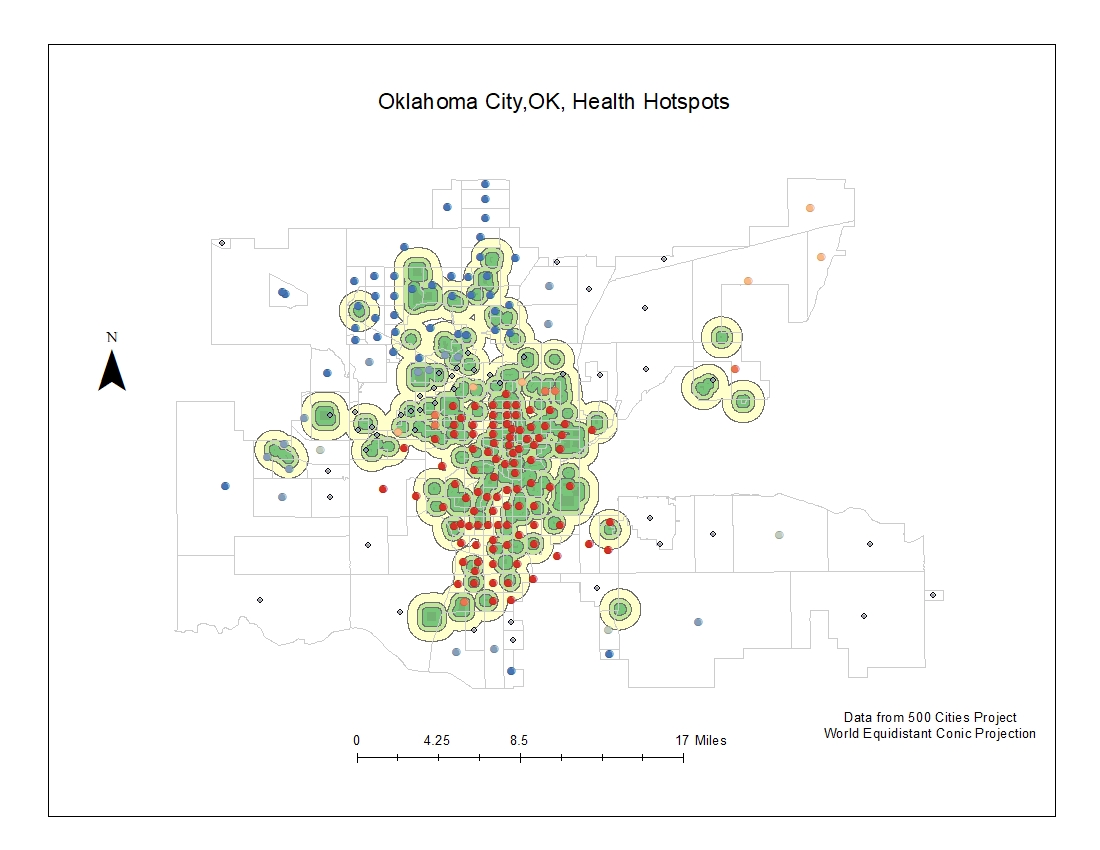 Oklahoma City,OK, Health Hotspots
N
0 4.25 8.5 17 Miles
Data from 500 Cities Project
World Equidistant Conic Projection